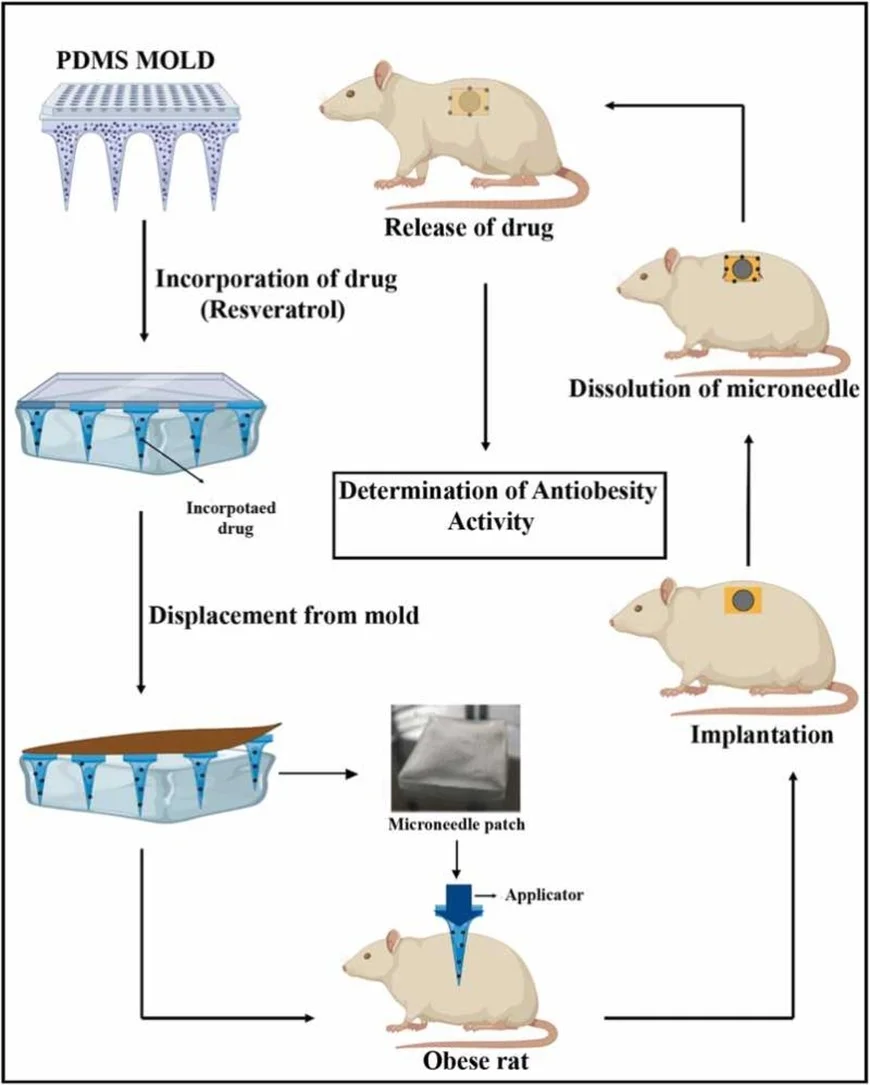 PDMS MOLD
Release of drug
Incorporation of drug
(Resveratrol)
Dissolution of microneedle
Incorpotaed
drug
Determination of Antiobesity
Activity
Displacement from mold
Implantation
Microneedle patch
Applicator
Obese rat